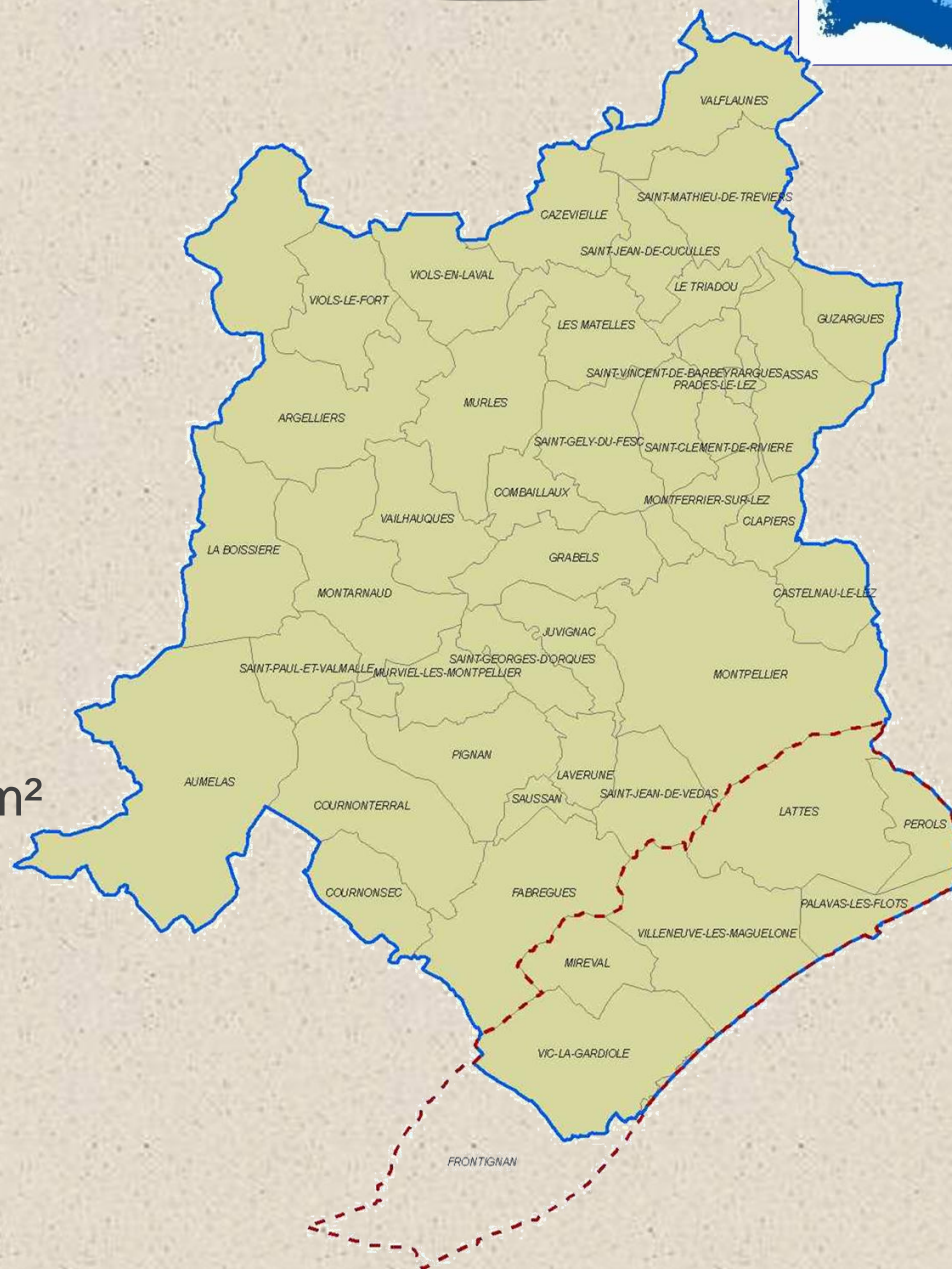 VALFLAUNES
SAINT-MATHIEU-DE-TREVIERS
CAZEVIEILLE
SAINT-JEAN-DE-CUCULLES
VIOLS-EN-LAVAL
LE TRIADOU
VIOLS-LE-FORT
GUZARGUES
LES MATELLES
SAINT-VINCENT-DE-BARBEYRARGUES
ASSAS
PRADES-LE-LEZ
MURLES
ARGELLIERS
SAINT-GELY-DU-FESC
SAINT-CLEMENT-DE-RIVIERE
COMBAILLAUX
MONTFERRIER-SUR-LEZ
VAILHAUQUES
CLAPIERS
LA BOISSIERE
GRABELS
MONTARNAUD
CASTELNAU-LE-LEZ
JUVIGNAC
SAINT-GEORGES-D'ORQUES
SAINT-PAUL-ET-VALMALLE
MURVIEL-LES-MONTPELLIER
MONTPELLIER
PIGNAN
LAVERUNE
AUMELAS
SAINT-JEAN-DE-VEDAS
SAUSSAN
COURNONTERRAL
m²
LATTES
PEROLS
COURNONSEC
FABREGUES
PALAVAS-LES-FLOTS
VILLENEUVE-LES-MAGUELONE
MIREVAL
VIC-LA-GARDIOLE
FRONTIGNAN